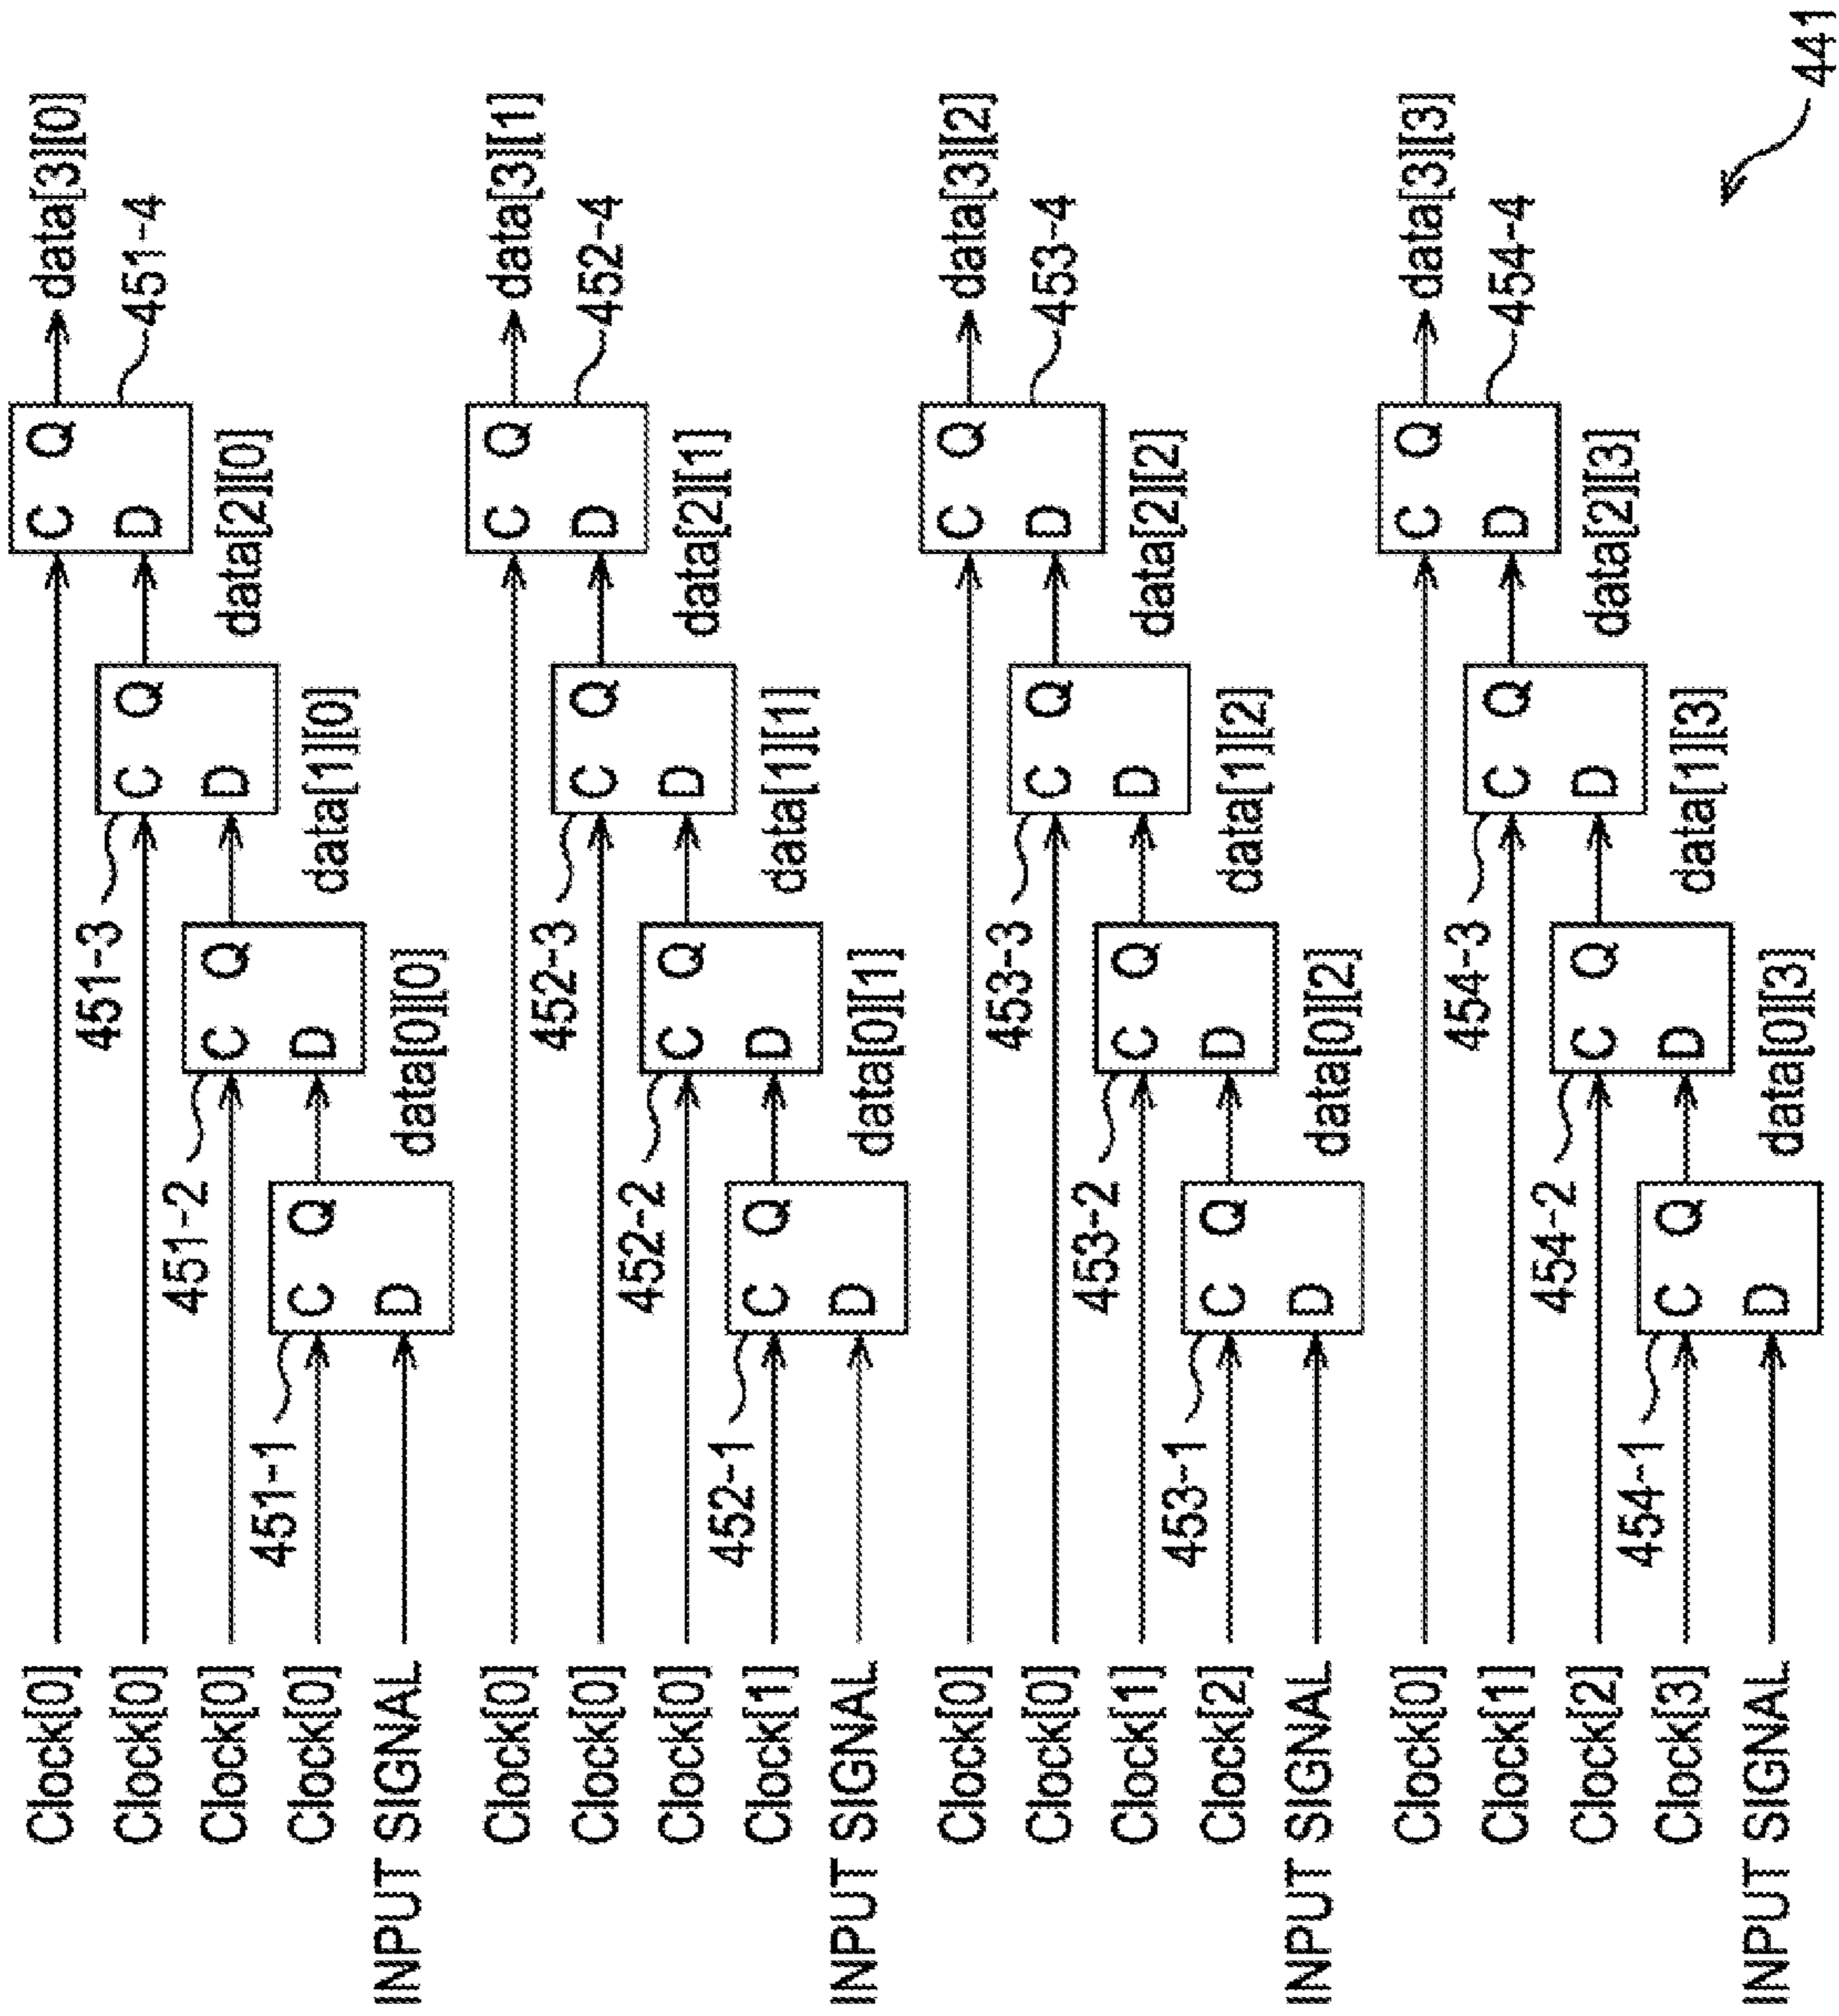 Clock[0]
Clock[0]
Clock[0]
Clock[0]
INPUT SIGNAL
451-1
C Q
D
data[0][0]
451-2
C Q
D
data[1][0]
451-3
C Q
D
data[2][0]
C Q
D
451-4
data[3][0]
Clock[0]
Clock[0]
Clock[0]
Clock[1]
INPUT SIGNAL
452-1
C Q
D
data[0][1]
452-2
C Q
D
data[1][1]
452-3
C Q
D
data[2][1]
C Q
D
452-4
data[3][1]
Clock[0]
Clock[0]
Clock[1]
Clock[2]
INPUT SIGNAL
453-1
C Q
D
data[0][2]
453-2
C Q
D
data[1][2]
453-3
C Q
D
data[2][2]
C Q
D
453-4
data[3][2]
Clock[0]
Clock[1]
Clock[2]
Clock[3]
INPUT SIGNAL
454-1
C Q
D
data[0][3]
454-2
C Q
D
data[1][3]
454-3
C Q
D
data[2][3]
C Q
D
454-4
data[3][3]
441